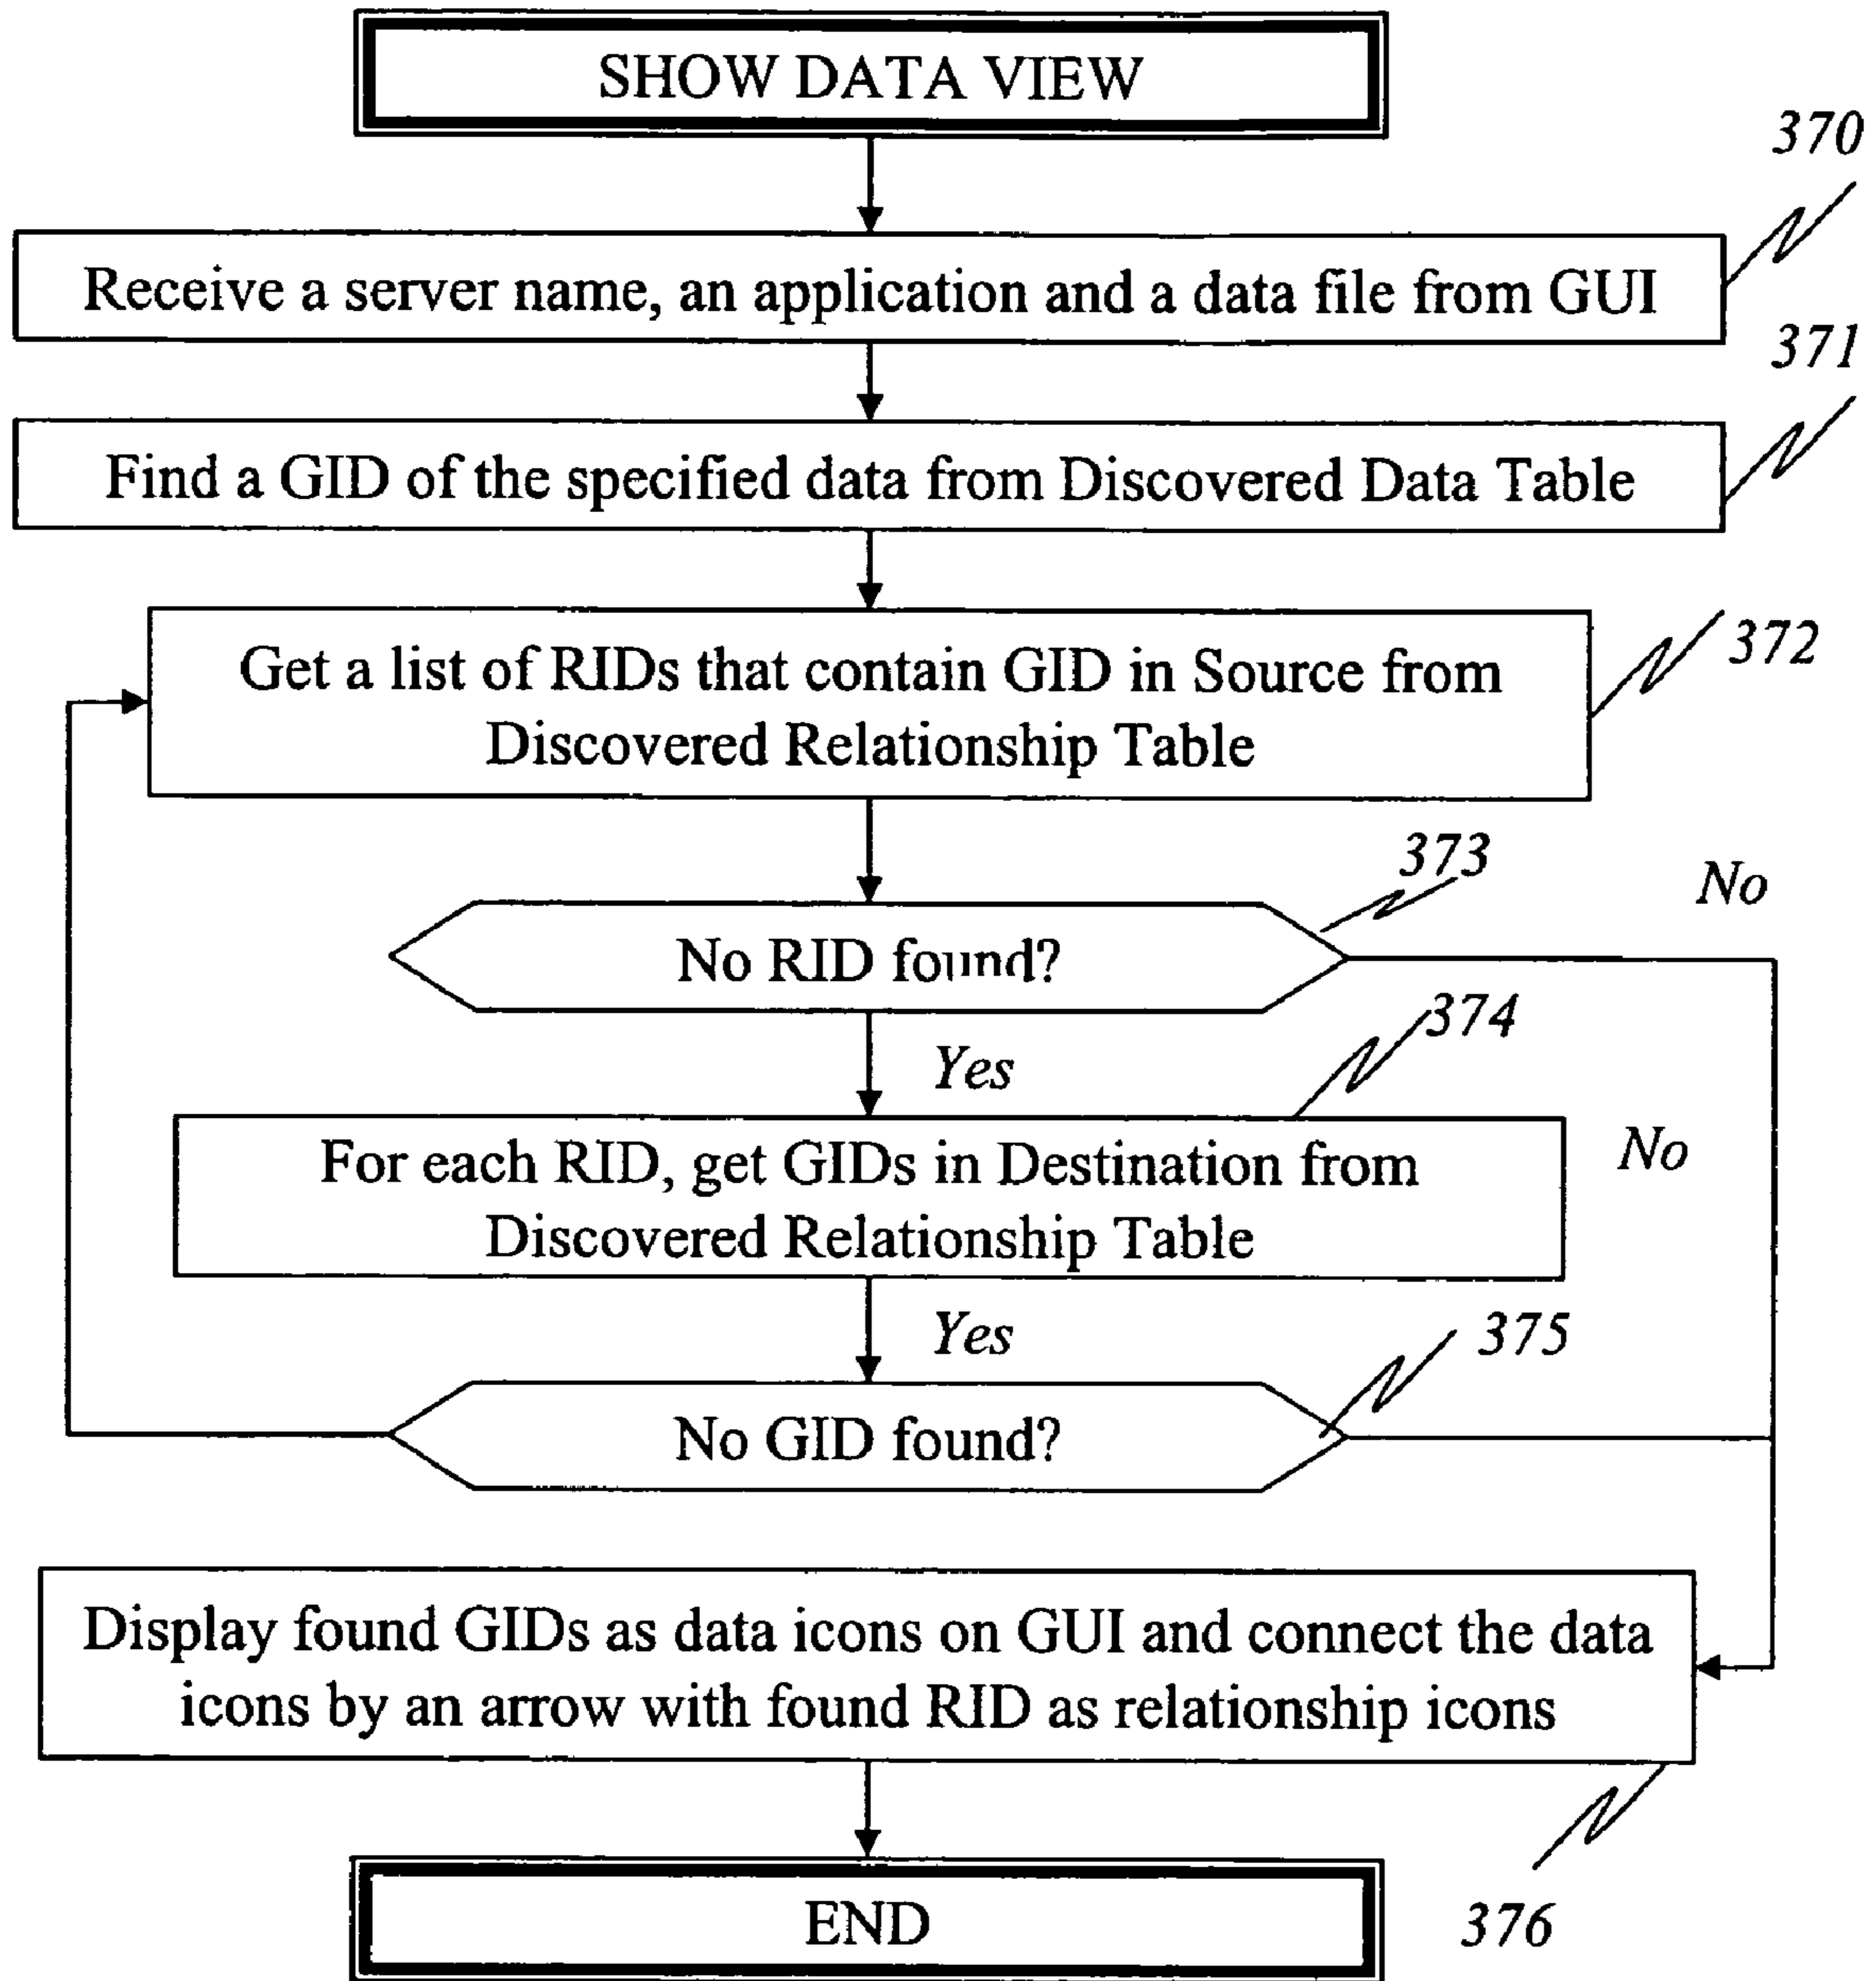 SHOW DATA VIEW
370
Receive a server name, an application and a data file from GUI
371
Find a GID of the specified data from Discovered Data Table
372
Get a list of RIDs that contain GID in Source from
Discovered Relationship Table
373
No
No RID found?
374
Yes
No
For each RID, get GIDs in Destination from
Discovered Relationship Table
Yes
375
No GID found?
Display found GIDs as data icons on GUI and connect the data
icons by an arrow with found RID as relationship icons
END
376